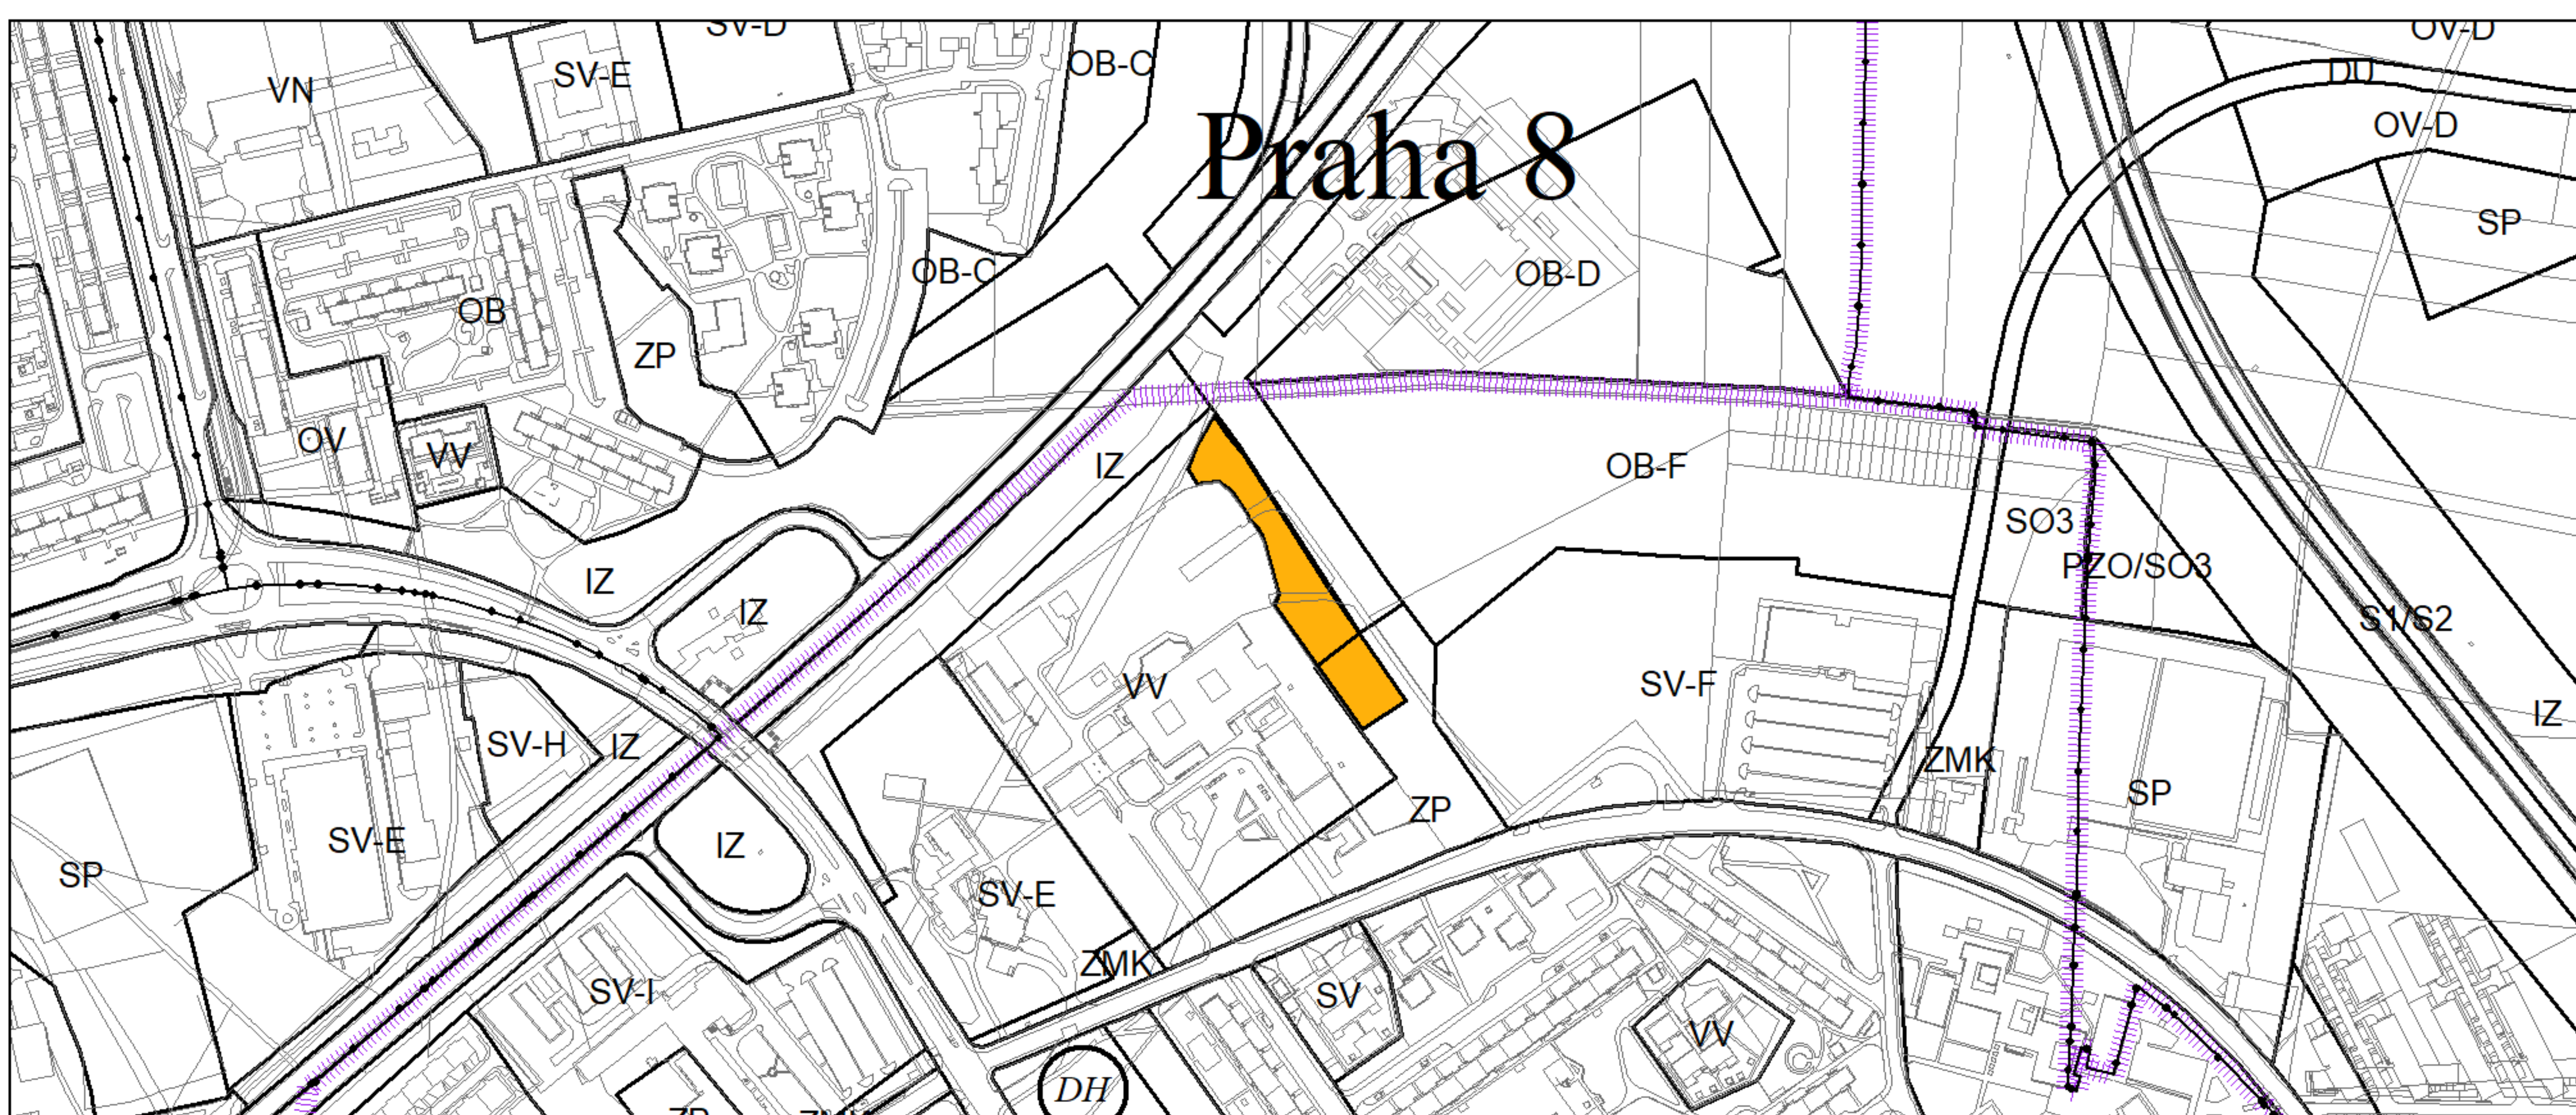 SV-D
OV-D
OB-C
DU
SV-E
VN
OV-D
Praha 8
SP
OB-C
OB-D
OB
ZP
OV
VV
IZ
OB-F
SO3
PZO/SO3
IZ
IZ
S1/S2
VV
SV-F
IZ
SV-H
IZ
ZMK
SP
ZP
SV-E
IZ
SP
SV-E
ZMK
SV-I
SV
VV
DH
ZP